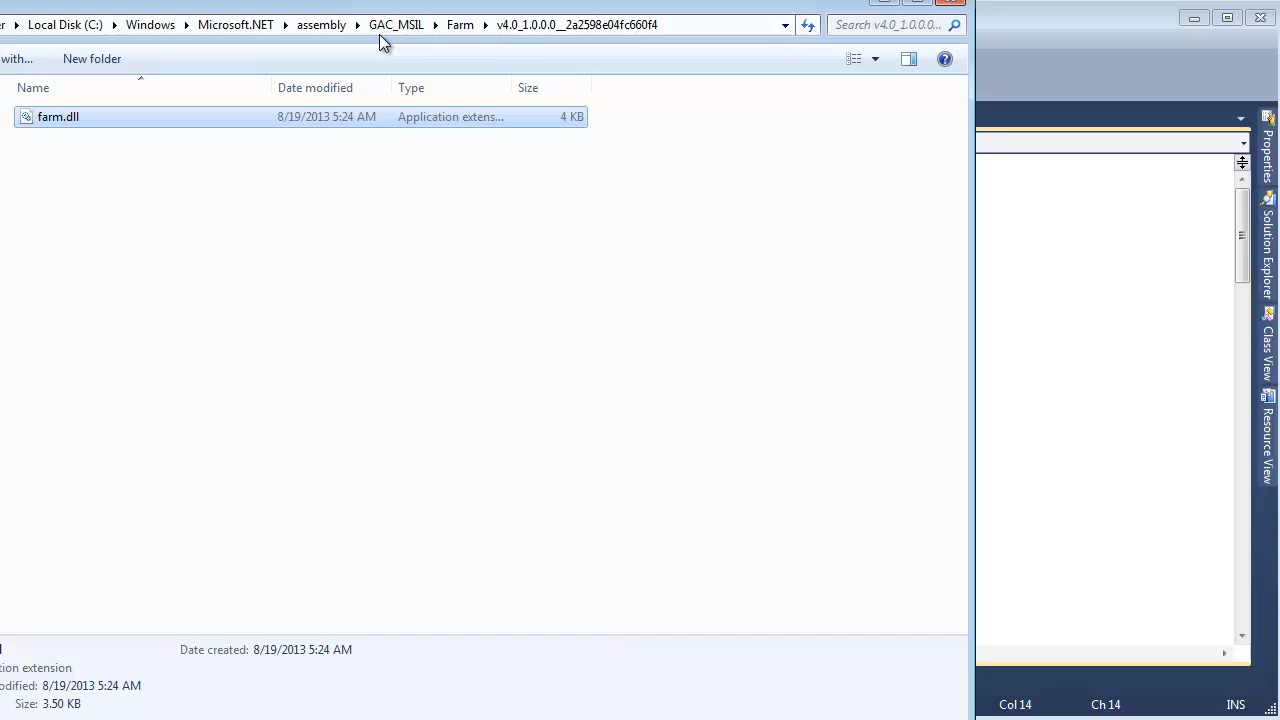 er Local Disk (C:) Windows Microsoft.NET assembly GAC_MSIL Farm v4.0_1.0.0.0__2a2598e04fc660f4 Search v4.0_1.0.0.0...
with... New folder
Name Date modified Type Size
farm.dll 8/19/2013 5:24 AM Application extens... 4 KB
Properties
Solution Explorer
Class View
Resource View
l Date created: 8/19/2013 5:24 AM
tion extension
odified: 8/19/2013 5:24 AM
Size: 3.50 KB
Col 14 Ch 14 INS